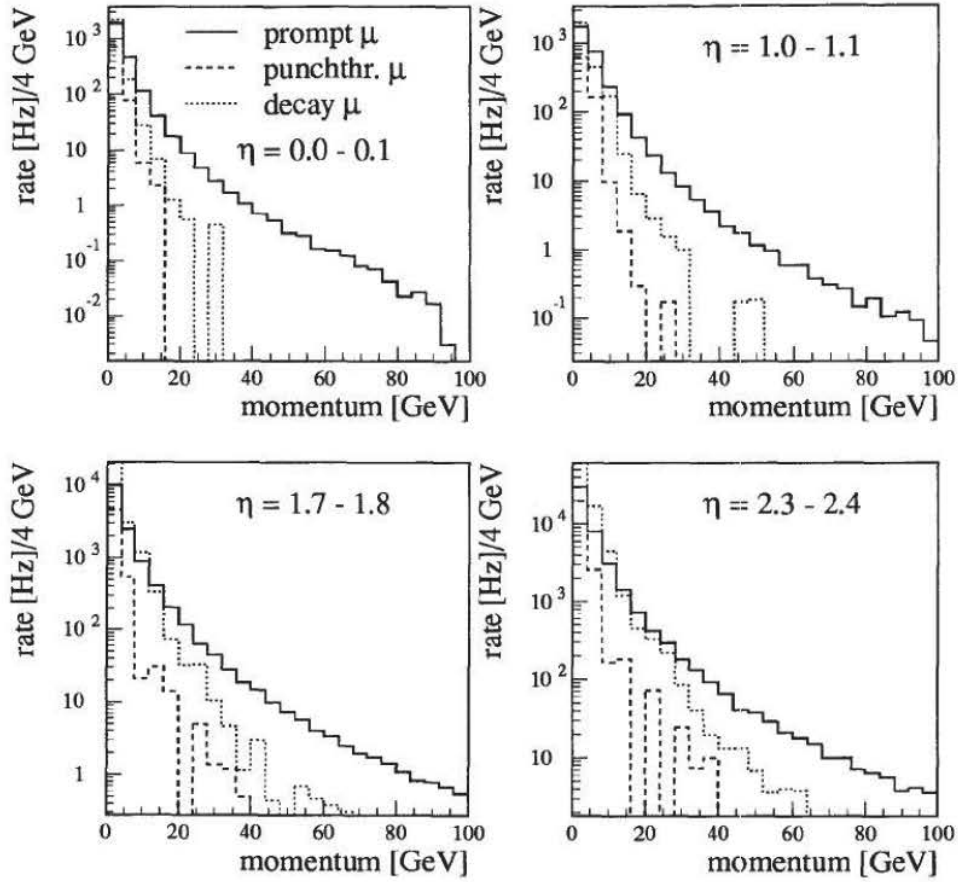 rate [Hz]/4 GeV
10³
10²
10
1
10⁻¹
10⁻²
prompt μ
punchthr. μ
decay μ
η = 0.0 - 0.1
0 20 40 60 80 100
momentum [GeV]
rate [Hz]/4 GeV
10³
10²
10
1
10⁻¹
η = 1.0 - 1.1
0 20 40 60 80 100
momentum [GeV]
rate [Hz]/4 GeV
10⁴
10³
10²
10
1
η = 1.7 - 1.8
0 20 40 60 80 100
momentum [GeV]
rate [Hz]/4 GeV
10⁴
10³
10²
10
η = 2.3 - 2.4
0 20 40 60 80 100
momentum [GeV]